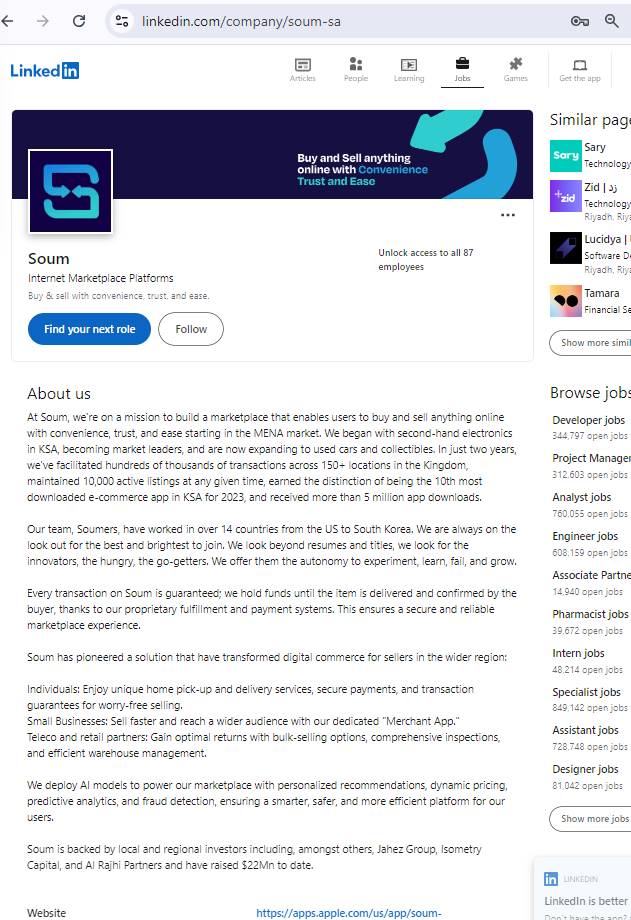 linkedin.com/company/soum-sa
Linked in
Articles
People
Learning
Jobs
Games
Get the app
Buy and Sell anything
online with Convenience
Trust and Ease
Soum
Internet Marketplace Platforms
Buy & sell with convenience, trust, and ease.
Unlock access to all 87
employees
Find your next role
Follow
About us
At Soum, we're on a mission to build a marketplace that enables users to buy and sell anything online
with convenience, trust, and ease starting in the MENA market. We began with second-hand electronics
in KSA, becoming market leaders, and are now expanding to used cars and collectibles. In just two years,
we've facilitated hundreds of thousands of transactions across 150+ locations in the Kingdom,
maintained 10,000 active listings at any given time, earned the distinction of being the 10th most
downloaded e-commerce app in KSA for 2023, and received more than 5 million app downloads.
Our team, Soumers, have worked in over 14 countries from the US to South Korea. We are always on the
look out for the best and brightest to join. We look beyond resumes and titles, we look for the
innovators, the hungry, the go-getters. We offer them the autonomy to experiment, learn, fail, and grow.
Every transaction on Soum is guaranteed; we hold funds until the item is delivered and confirmed by the
buyer, thanks to our proprietary fulfillment and payment systems. This ensures a secure and reliable
marketplace experience.
Soum has pioneered a solution that have transformed digital commerce for sellers in the wider region:
Individuals: Enjoy unique home pick-up and delivery services, secure payments, and transaction
guarantees for worry-free selling.
Small Businesses: Sell faster and reach a wider audience with our dedicated "Merchant App."
Teleco and retail partners: Gain optimal returns with bulk-selling options, comprehensive inspections,
and efficient warehouse management.
We deploy AI models to power our marketplace with personalized recommendations, dynamic pricing,
predictive analytics, and fraud detection, ensuring a smarter, safer, and more efficient platform for our
users.
Soum is backed by local and regional investors including, amongst others, Jahez Group, Isometry
Capital, and Al Rajhi Partners and have raised $22Mn to date.
Website
https://apps.apple.com/us/app/soum-
Similar page
Sary
Sary
Technology
zid
Zid | زد
Technology
Riyadh, Riya
Lucidya |
Software De
Riyadh, Riya
Tamara
Financial Se
Show more simil
Browse jobs
Developer jobs
344,797 open jobs
Project Manager
312,603 open jobs
Analyst jobs
760,055 open jobs
Engineer jobs
608,159 open jobs
Associate Partne
14,940 open jobs
Pharmacist jobs
39,672 open jobs
Intern jobs
48,214 open jobs
Specialist jobs
849,142 open jobs
Assistant jobs
728,748 open jobs
Designer jobs
81,042 open jobs
Show more jobs
in LINKEDIN
LinkedIn is better
Don't have the app?